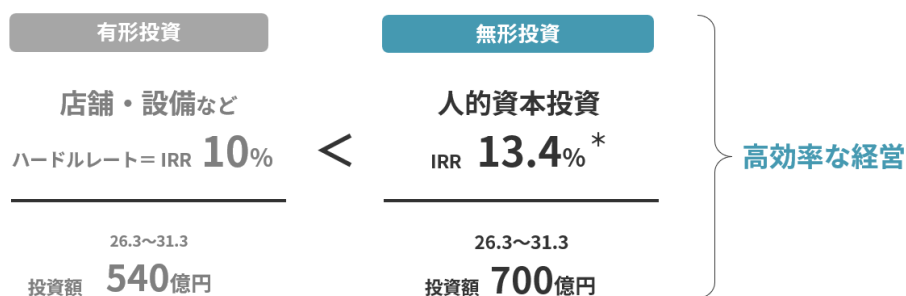 有形投資
店舗・設備など
ハードルレート＝ IRR 10%
26.3～31.3
投資額 540億円
＜
無形投資
人的資本投資
IRR 13.4%＊
26.3～31.3
投資額 700億円
高効率な経営